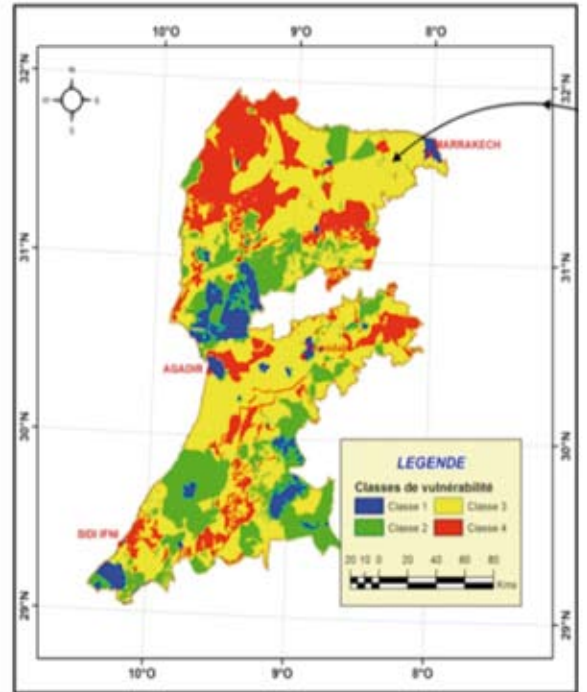 10°O 9°O 8°O
32°N 32°N
N
S
MARRAKECH
31°N 31°N
AGADIR
30°N 30°N
LEGENDE
Classes de vulnérabilité
Classe 1 Classe 3
Classe 2 Classe 4
SIDI IFNI
20 10 0 20 40 60 80
Kms
29°N 29°N
10°O 9°O 8°O